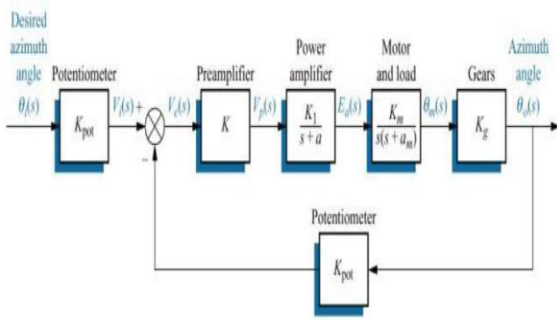 Desired
azimuth
angle
θi(s)
Potentiometer
Kpot
Vi(s) +
−
Ve(s)
Preamplifier
K
Vp(s)
Power
amplifier
K1
s + a
Ea(s)
Motor
and load
Km
s(s + am)
θm(s)
Gears
Kg
Azimuth
angle
θo(s)
Potentiometer
Kpot